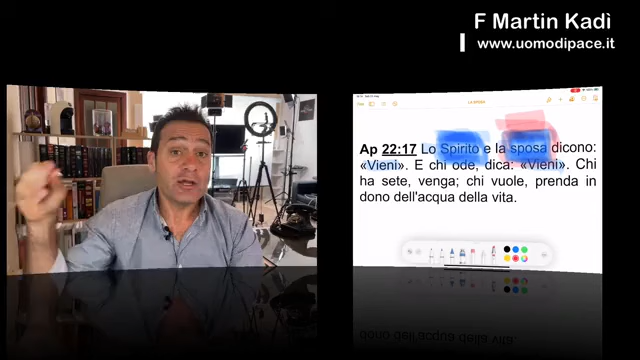 F Martin Kadì
www.uomodipace.it
LA SPOSA
Ap 22:17 Lo Spirito e la sposa dicono:
«Vieni». E chi ode, dica: «Vieni». Chi
ha sete, venga; chi vuole, prenda in
dono dell'acqua della vita.